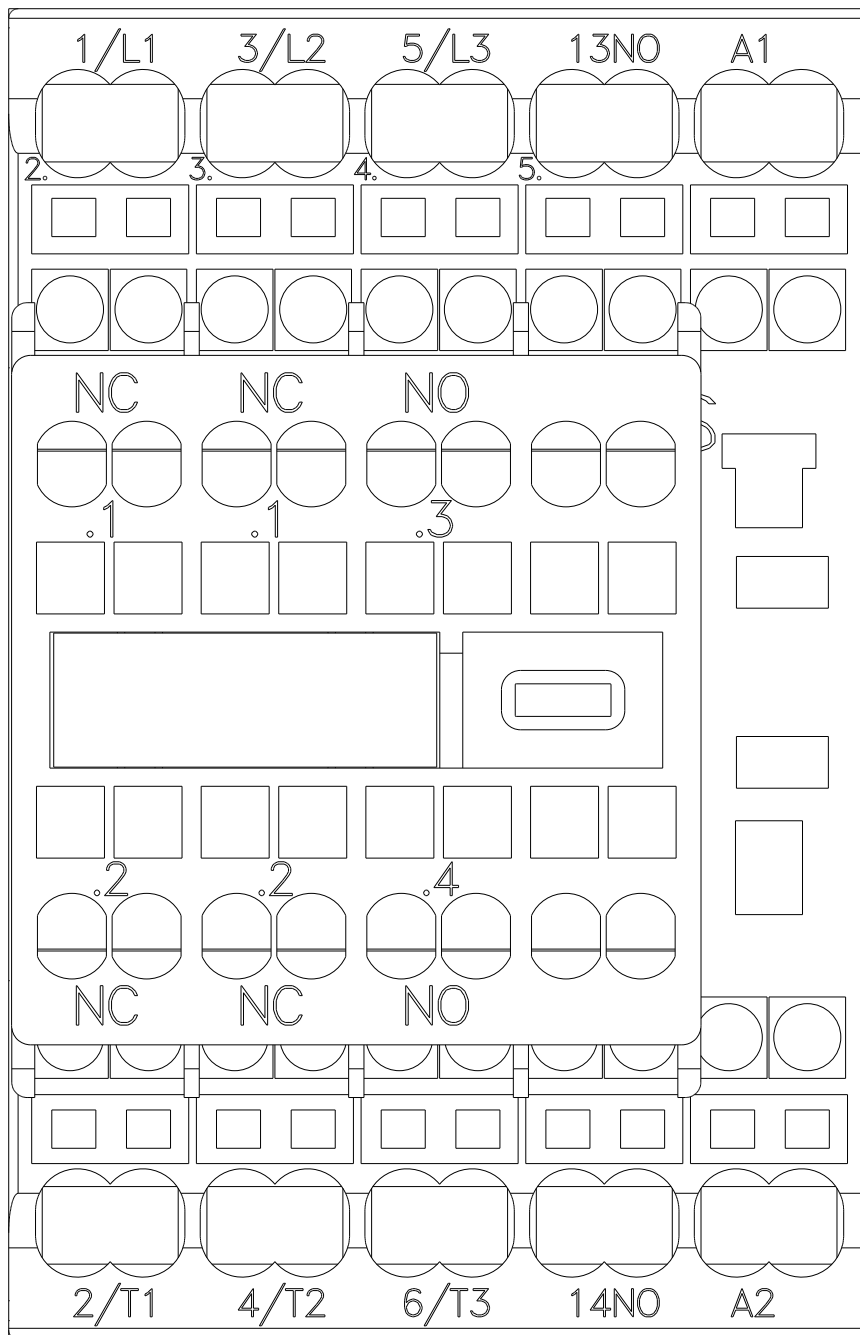 1/L1 3/L2 5/L3 13NO A1
2. 3. 4. 5.
NC NC NO
.1 .1 .3
.2 .2 .4
NC NC NO
2/T1 4/T2 6/T3 14NO A2